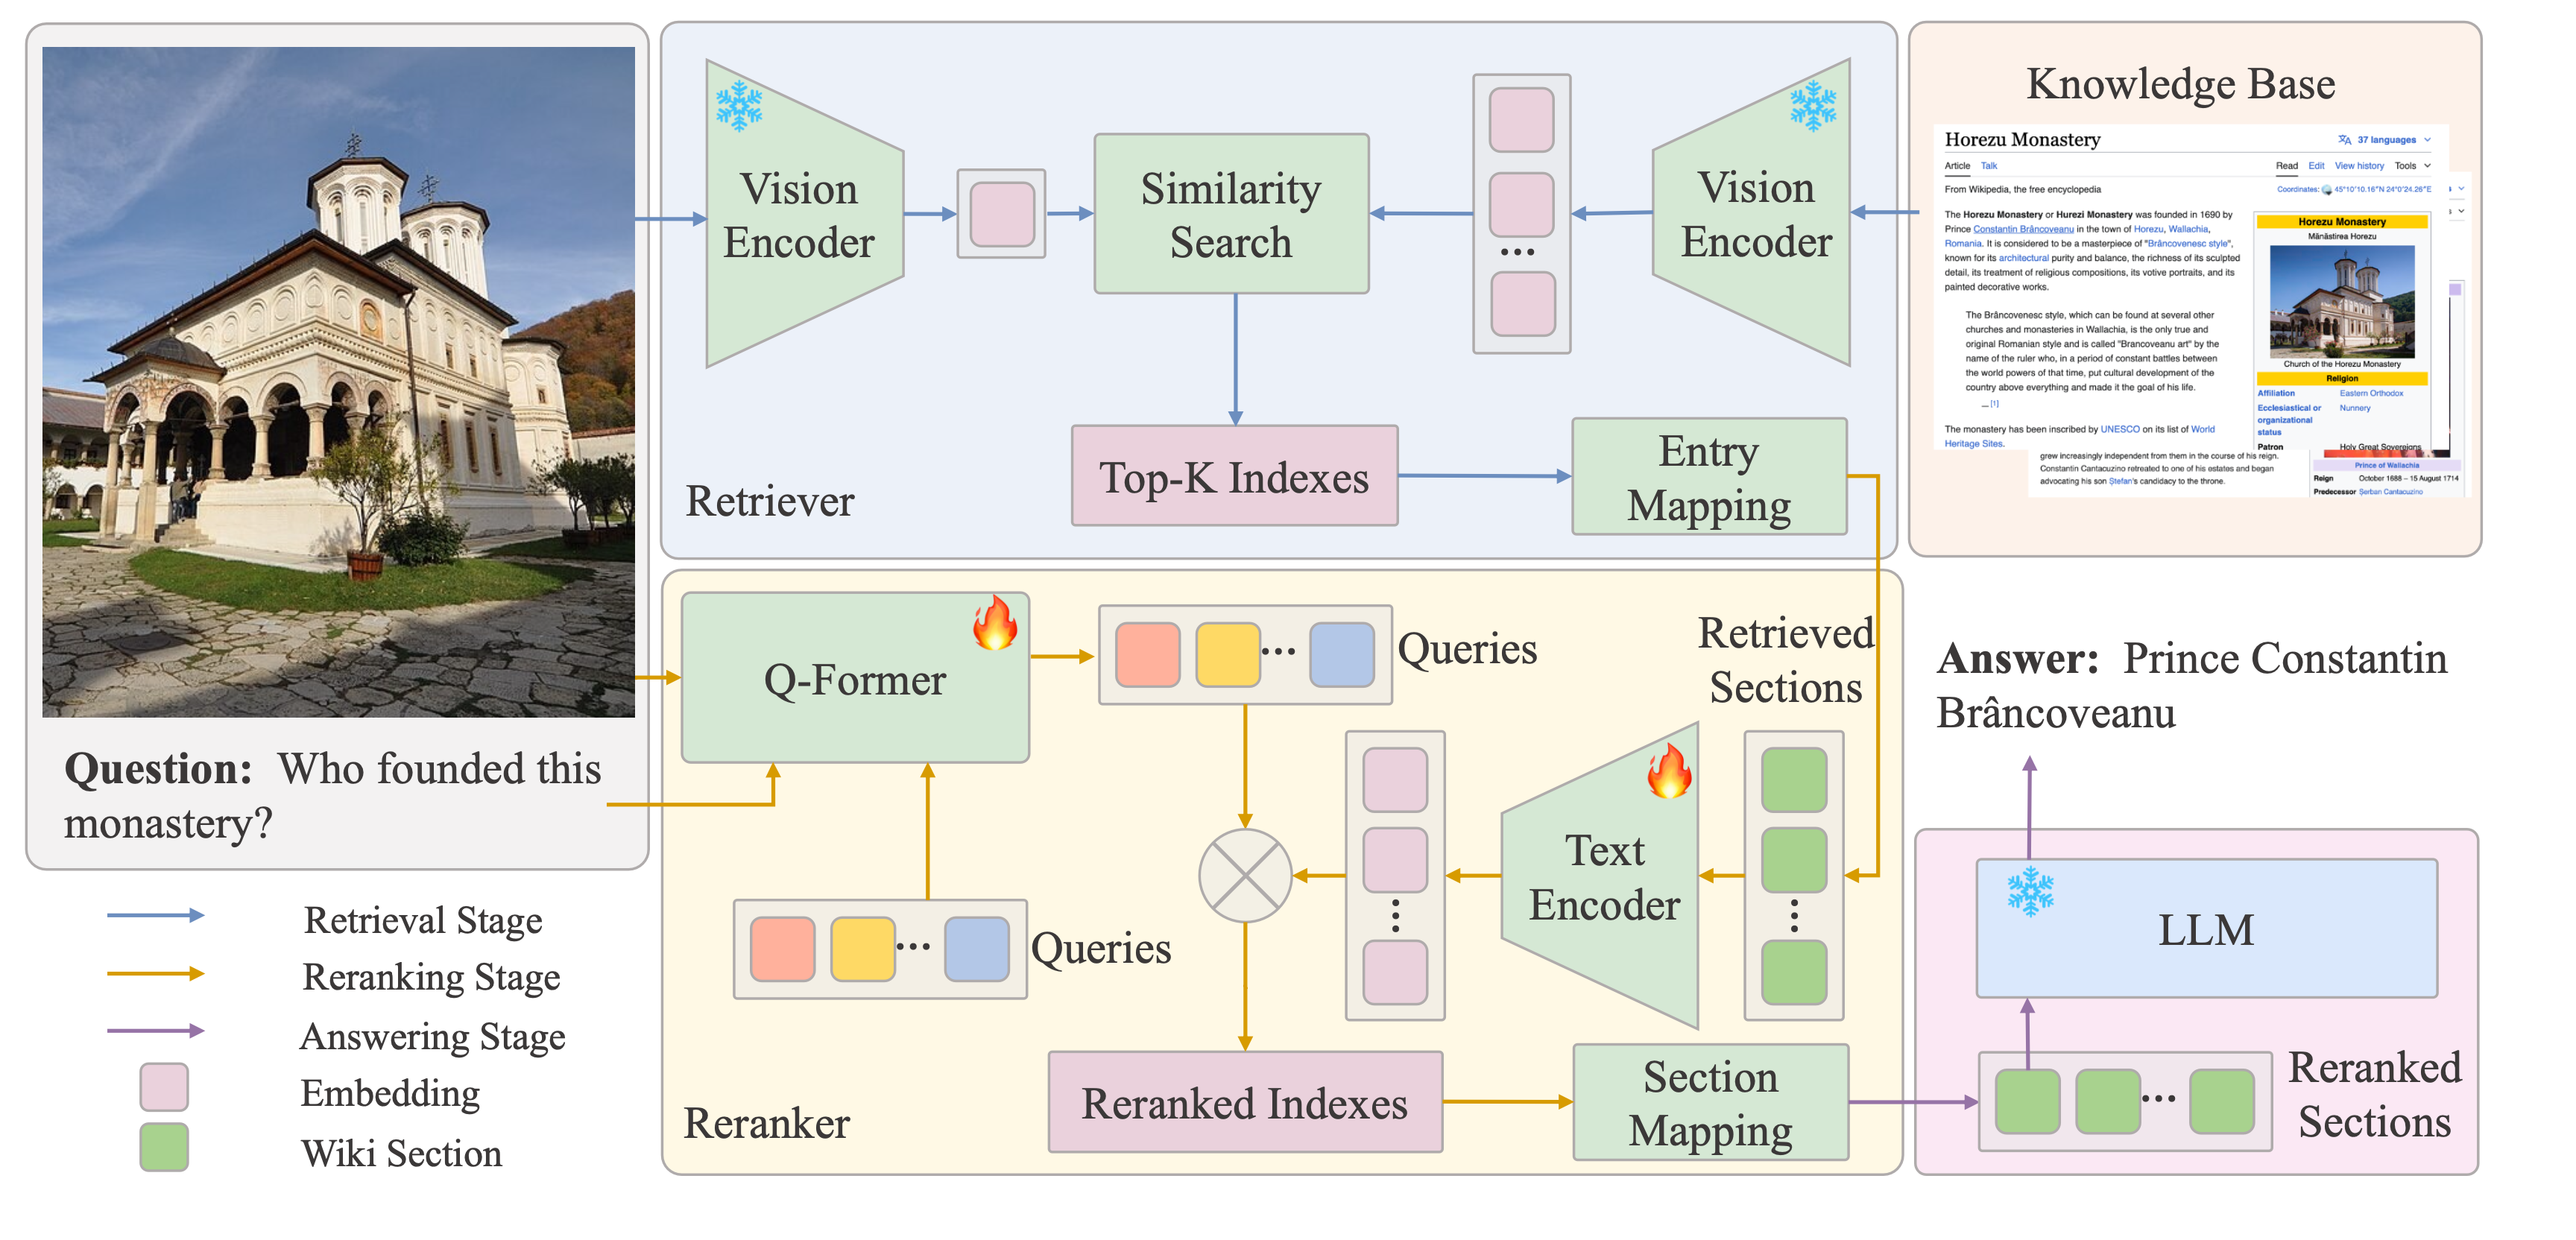 Question: Who founded this
monastery?
Retrieval Stage
Reranking Stage
Answering Stage
Embedding
Wiki Section
Vision
Encoder
Similarity
Search
Vision
Encoder
Top-K Indexes
Entry
Mapping
Retriever
Knowledge Base
Horezu Monastery
37 languages
Article Talk
Read Edit View history Tools
From Wikipedia, the free encyclopedia
Coordinates: 45°10′10.16″N 24°0′24.26″E
The Horezu Monastery or Hurezi Monastery was founded in 1690 by
Prince Constantin Brâncoveanu in the town of Horezu, Wallachia,
Romania. It is considered to be a masterpiece of "Brâncovenesc style",
known for its architectural purity and balance, the richness of its sculpted
detail, its treatment of religious compositions, its votive portraits, and its
painted decorative works.
The Brâncovenesc style, which can be found at several other
churches and monasteries in Wallachia, is the only true and
original Romanian style and is called "Brancoveanu art" by the
name of the ruler who, in a period of constant battles between
the world powers of that time, put cultural development of the
country above everything and made it the goal of his life.
— [1]
The monastery has been inscribed by UNESCO on its list of World
Heritage Sites.
Horezu Monastery
Mănăstirea Horezu
Church of the Horezu Monastery
Religion
Affiliation Eastern Orthodox
Ecclesiastical or Nunnery
organizational
status
Patron Holy Great Sovereigns
grew increasingly independent from them in the course of his reign.
Constantin Cantacuzino retreated to one of his estates and began
advocating his son Ștefan's candidacy to the throne.
Prince of Wallachia
Reign October 1688 – 15 August 1714
Predecessor Șerban Cantacuzino
Q-Former
Queries
Retrieved
Sections
Text
Encoder
Queries
Reranked Indexes
Section
Mapping
Reranker
Answer: Prince Constantin
Brâncoveanu
LLM
Reranked
Sections